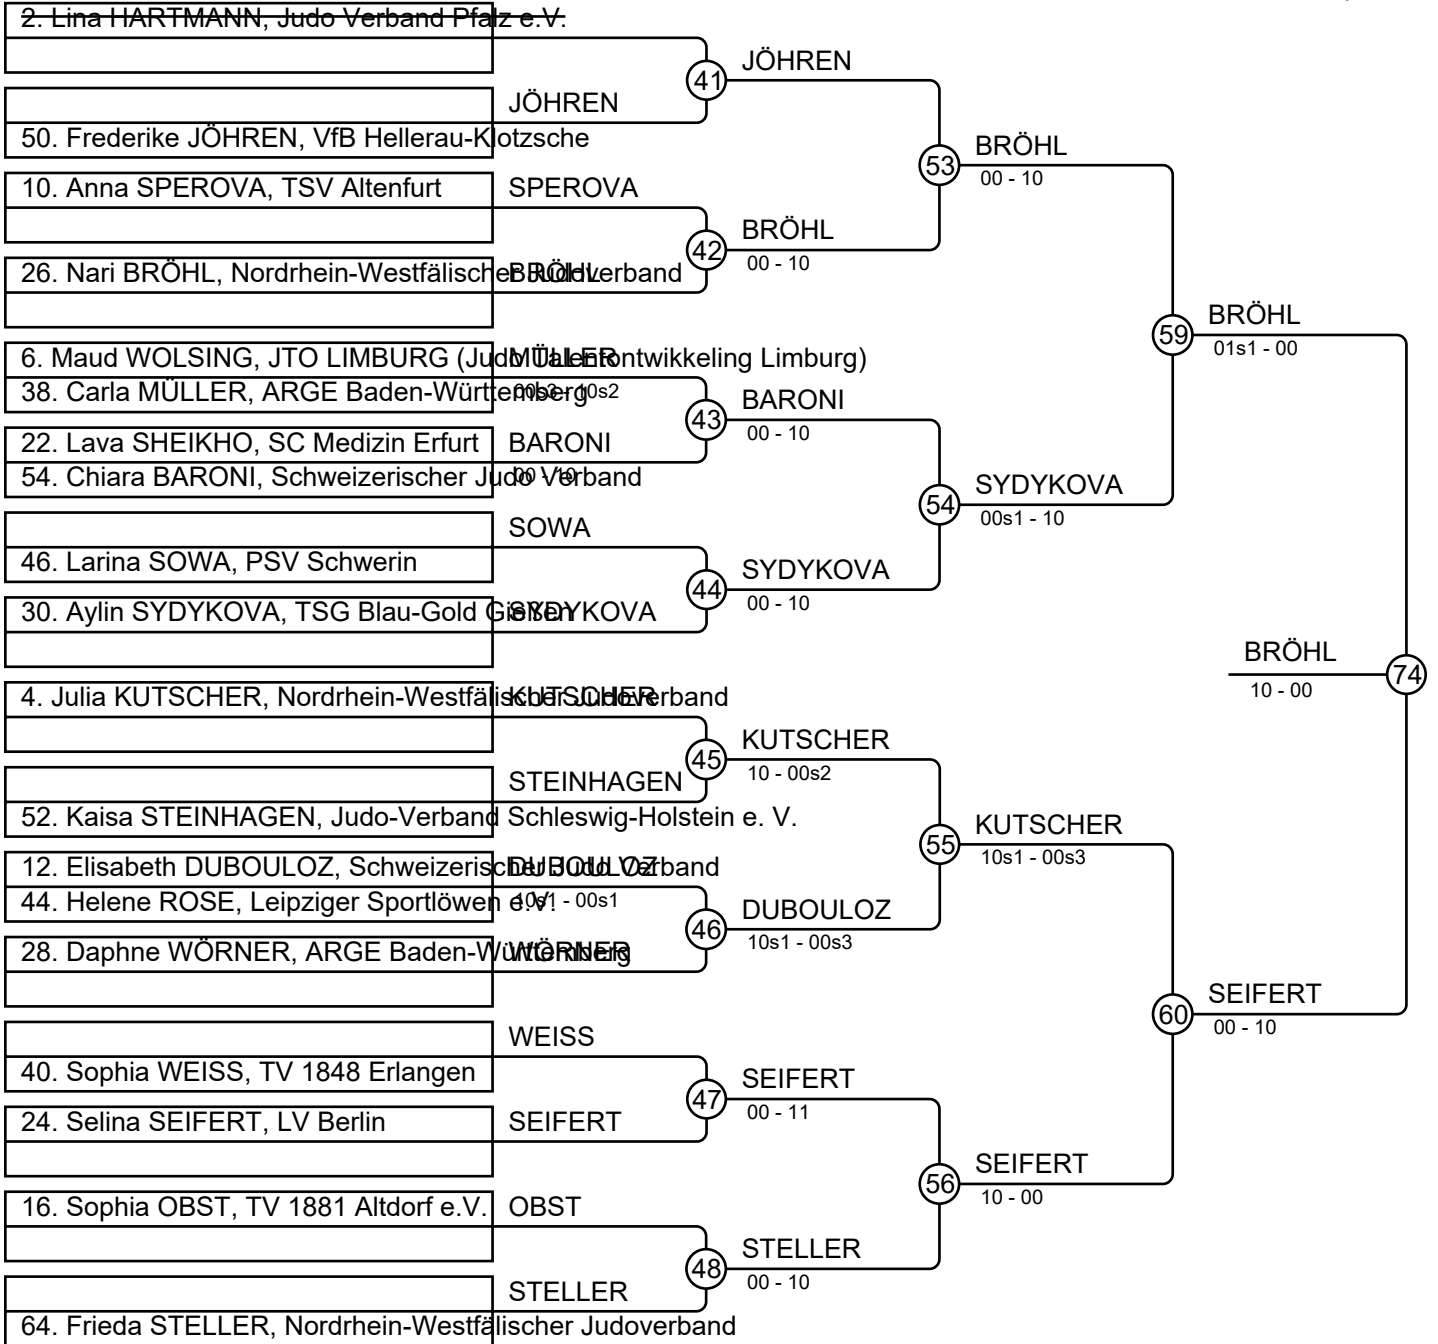 2. Lina HARTMANN, Judo Verband Pfalz e.V.
JÖHREN
50. Frederike JÖHREN, VfB Hellerau-Klotzsche
10. Anna SPEROVA, TSV Altenfurt
SPEROVA
26. Nari BRÖHL, Nordrhein-Westfälischer Judoverband
BRÖHL
6. Maud WOLSING, JTO LIMBURG (Judo Talentontwikkeling Limburg)
MÜLLER
38. Carla MÜLLER, ARGE Baden-Württemberg
00s3 - 10s2
22. Lava SHEIKHO, SC Medizin Erfurt
BARONI
54. Chiara BARONI, Schweizerischer Judo Verband
00 - 10
SOWA
46. Larina SOWA, PSV Schwerin
30. Aylin SYDYKOVA, TSG Blau-Gold Gießen
SYDYKOVA
4. Julia KUTSCHER, Nordrhein-Westfälischer Judoverband
KUTSCHER
STEINHAGEN
52. Kaisa STEINHAGEN, Judo-Verband Schleswig-Holstein e. V.
12. Elisabeth DUBOULOZ, Schweizerischer Judo Verband
DUBOULOZ
44. Helene ROSE, Leipziger Sportlöwen e.V.
10s1 - 00s1
28. Daphne WÖRNER, ARGE Baden-Württemberg
WÖRNER
WEISS
40. Sophia WEISS, TV 1848 Erlangen
24. Selina SEIFERT, LV Berlin
SEIFERT
16. Sophia OBST, TV 1881 Altdorf e.V.
OBST
STELLER
64. Frieda STELLER, Nordrhein-Westfälischer Judoverband
41
JÖHREN
42
BRÖHL
00 - 10
43
BARONI
00 - 10
44
SYDYKOVA
00 - 10
45
KUTSCHER
10 - 00s2
46
DUBOULOZ
10s1 - 00s3
47
SEIFERT
00 - 11
48
STELLER
00 - 10
53
BRÖHL
00 - 10
54
SYDYKOVA
00s1 - 10
55
KUTSCHER
10s1 - 00s3
56
SEIFERT
10 - 00
59
BRÖHL
01s1 - 00
60
SEIFERT
00 - 10
BRÖHL
74
10 - 00